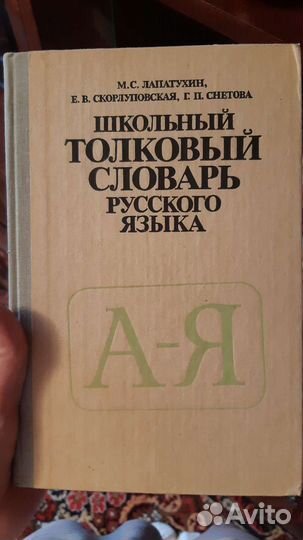 М.С. ЛАПАТУХИН,
Е. В. СКОРЛУПОВСКАЯ, Г. П. СНЕТОВА
ШКОЛЬНЫЙ
ТОЛКОВЫЙ
СЛОВАРЬ
РУССКОГО
ЯЗЫКА
А-Я
Avito